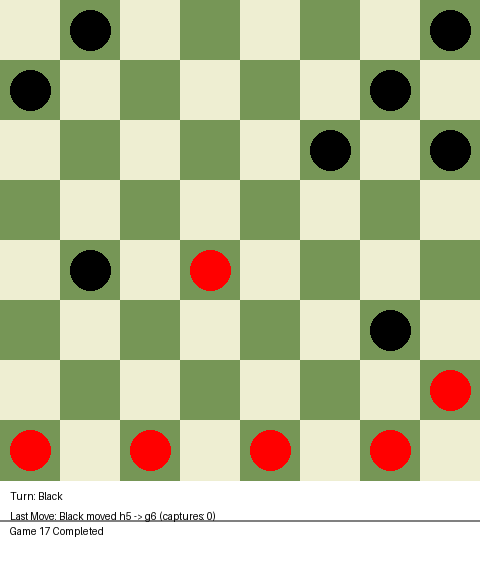 Turn: Black
Last Move: Black moved h5 -> g6 (captures: 0)
Game 17 Completed